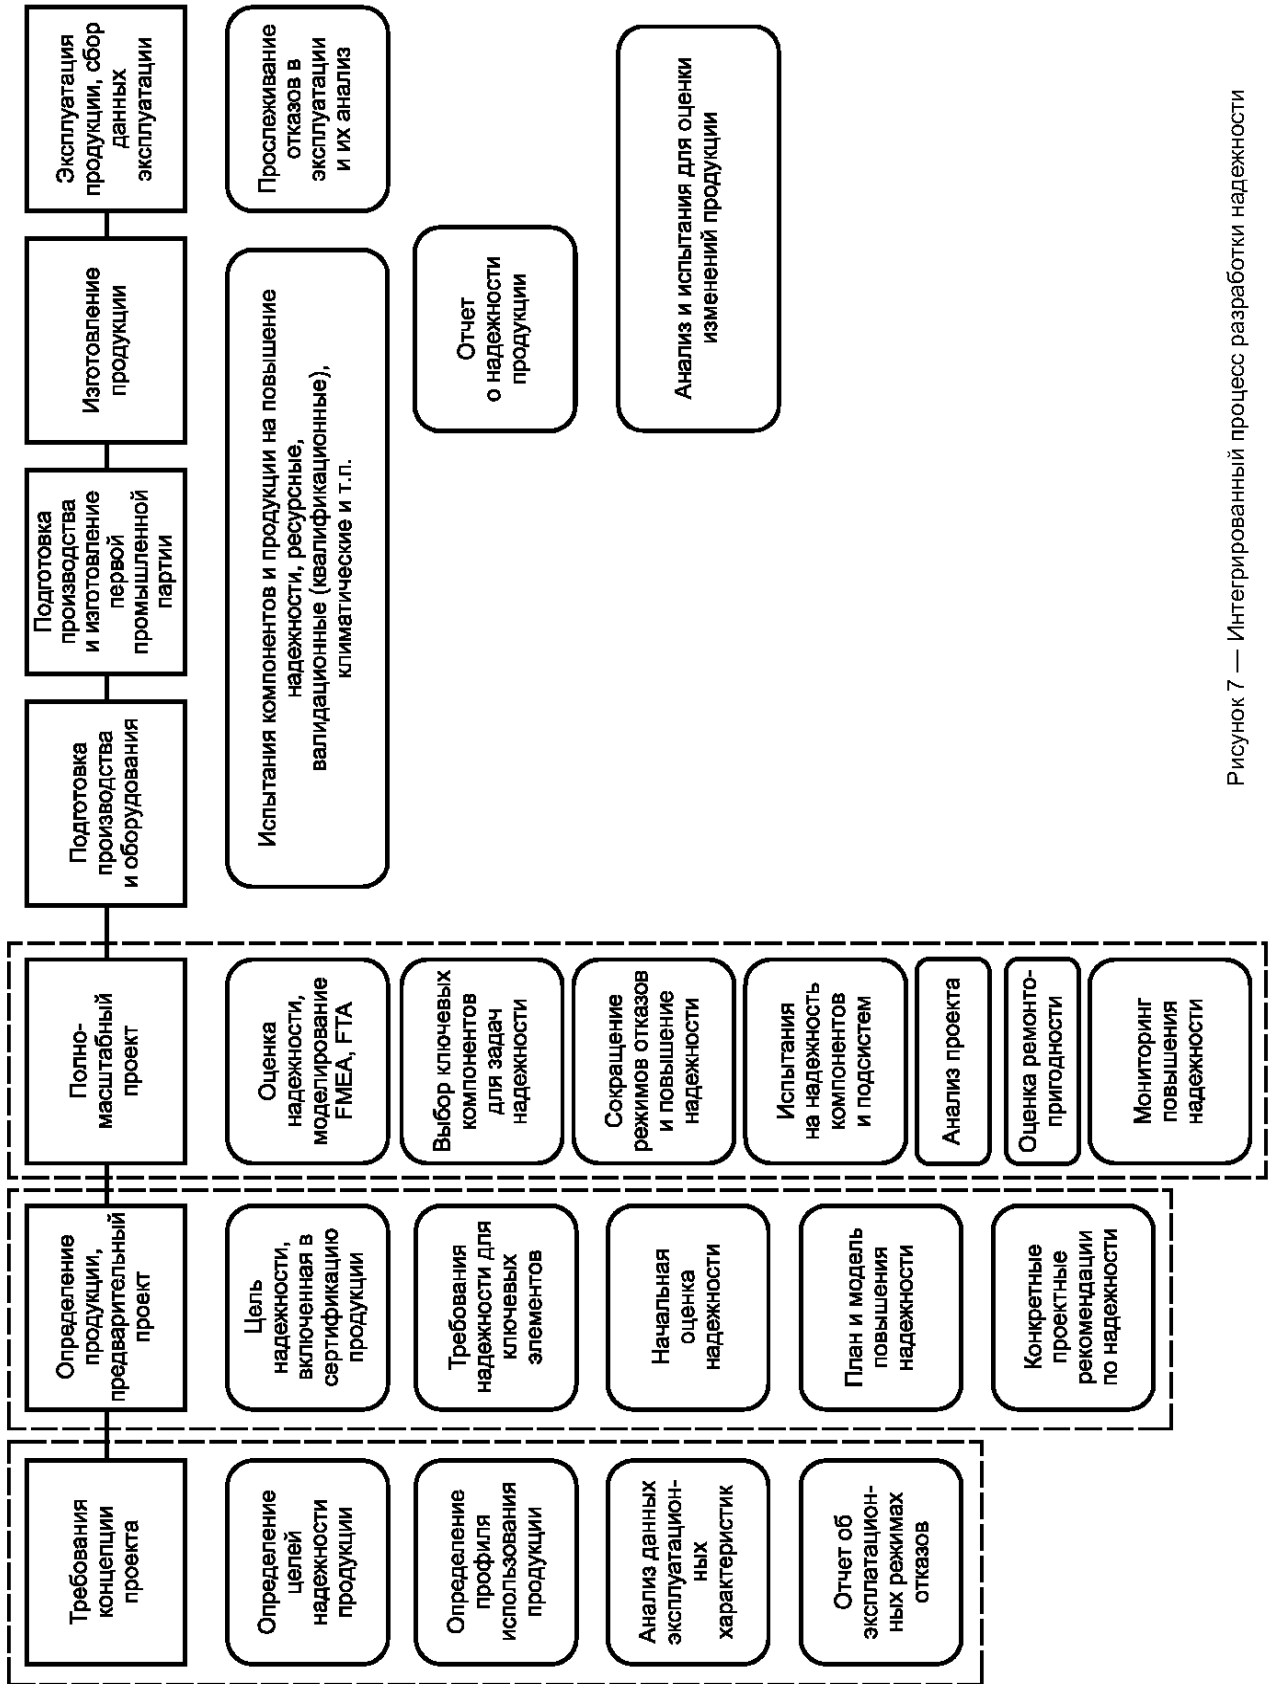 Требования
концепции
проекта
Определение
целей
надежности
продукции
Определение
профиля
использования
продукции
Анализ данных
эксплуатацион-
ных
характеристик
Отчет об
эксплатацион-
ных режимах
отказов
Определение
продукции,
предварительный
проект
Цель
надежности,
включенная в
сертификацию
продукции
Требования
надежности для
ключевых
элементов
Начальная
оценка
надежности
План и модель
повышения
надежности
Конкретные
проектные
рекомендации
по надежности
Полно-
масштабный
проект
Оценка
надежности,
моделирование
FMEA, FTA
Выбор ключевых
компонентов
для задач
надежности
Сокращение
режимов отказов
и повышение
надежности
Испытания
на надежность
компонентов
и подсистем
Анализ проекта
Оценка ремонто-
пригодности
Мониторинг
повышения
надежности
Подготовка
производства
и оборудования
Подготовка
производства
и изготовление
первой
промышленной
партии
Изготовление
продукции
Эксплуатация
продукции, сбор
данных
эксплуатации
Испытания компонентов и продукции на повышение
надежности, ресурсные,
валидационные (квалификационные),
климатические и т.п.
Прослеживание
отказов в
эксплуатации
и их анализ
Отчет
о надежности
продукции
Анализ и испытания для оценки
изменений продукции
Рисунок 7 — Интегрированный процесс разработки надежности